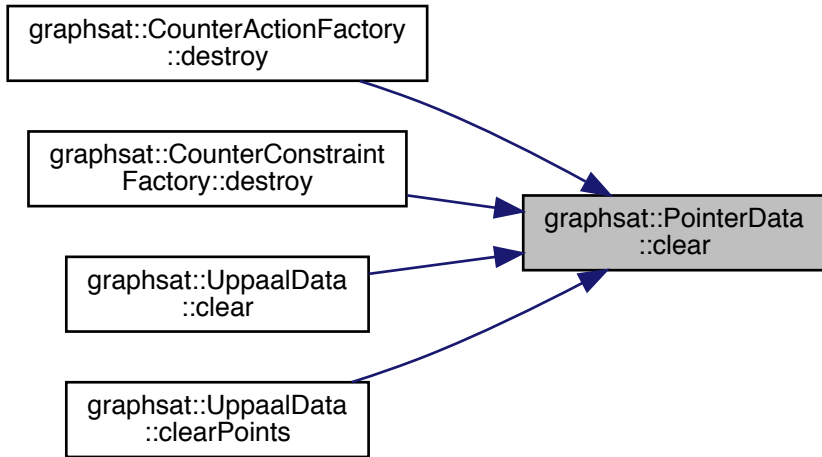 graphsat::CounterActionFactory
::destroy
graphsat::CounterConstraint
Factory::destroy
graphsat::PointerData
::clear
graphsat::UppaalData
::clear
graphsat::UppaalData
::clearPoints